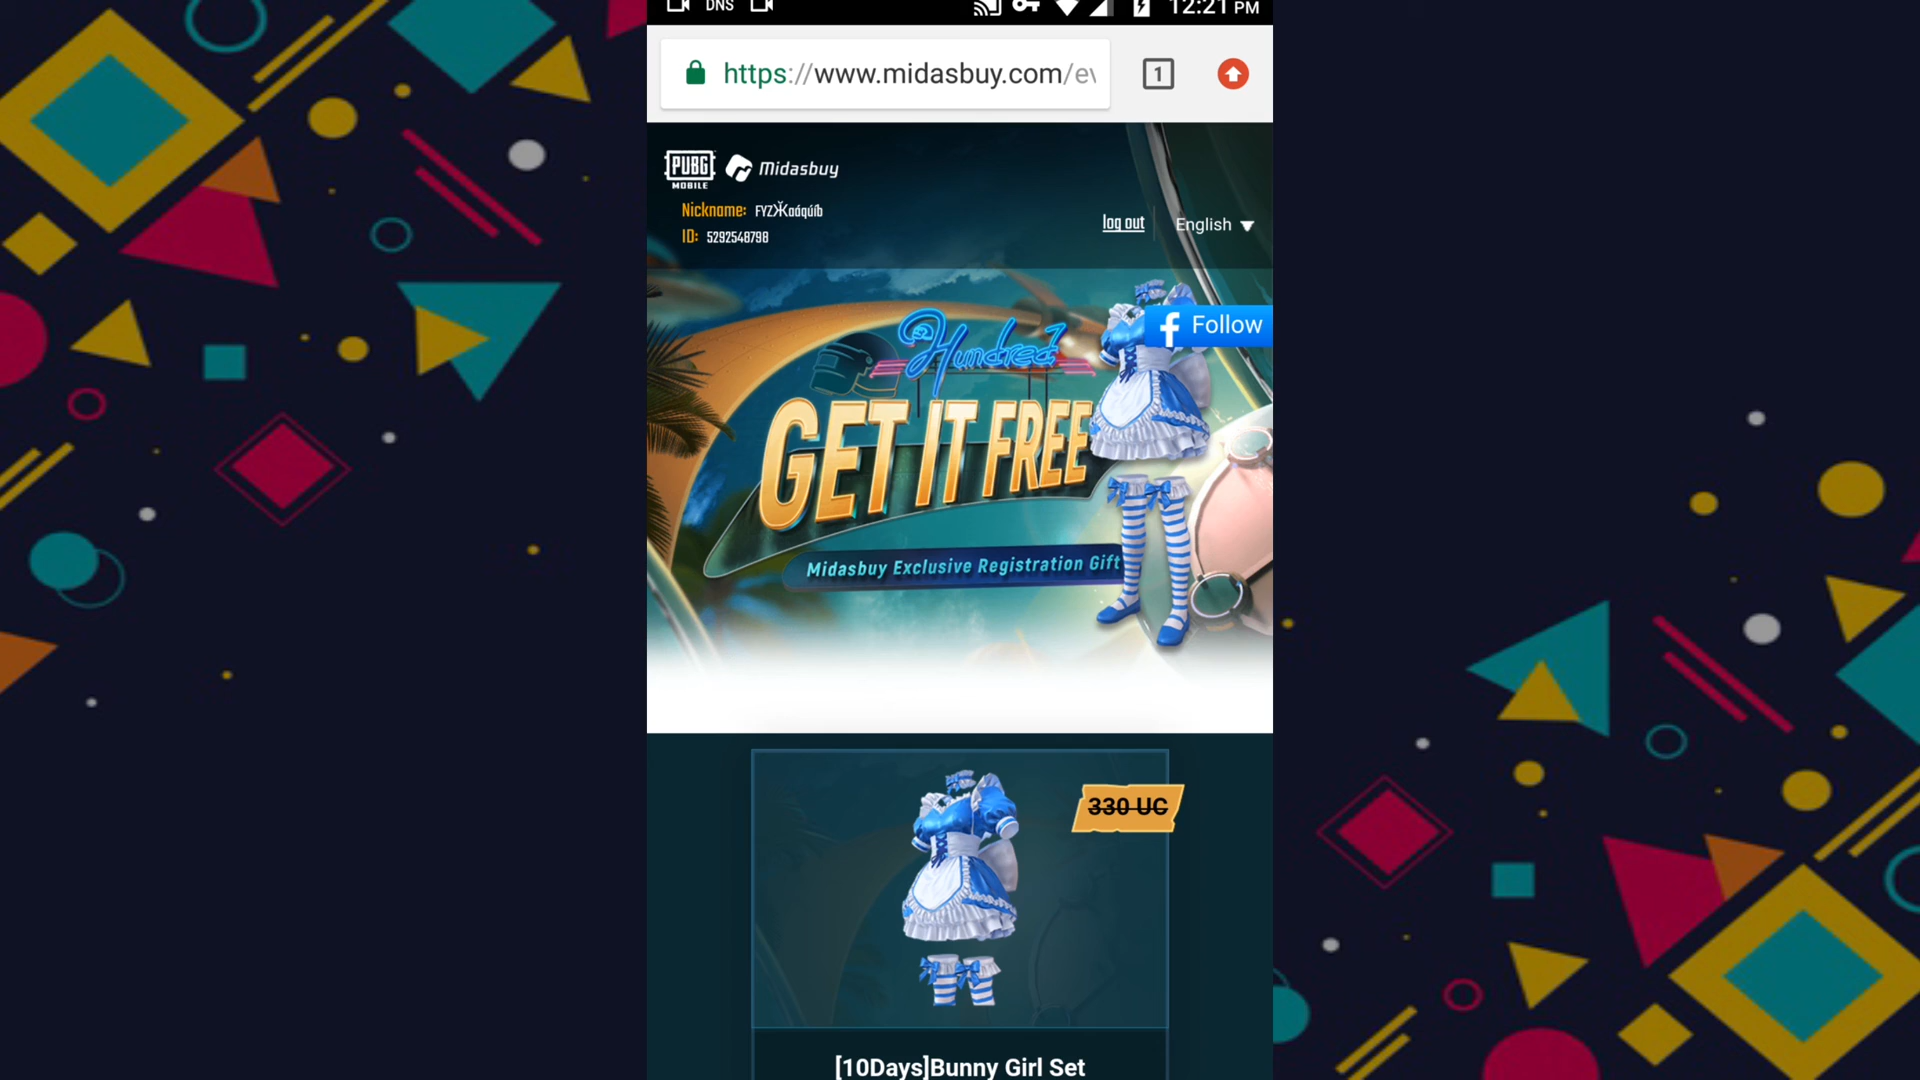 DNS
12:21 PM
https://www.midasbuy.com/ev
1
PUBG
MOBILE
Midasbuy
Nickname: FYZӜaáqúíb
ID: 5292548798
log out
English
Follow
Hundred
GET IT FREE
Midasbuy Exclusive Registration Gift
330 UC
[10Days]Bunny Girl Set